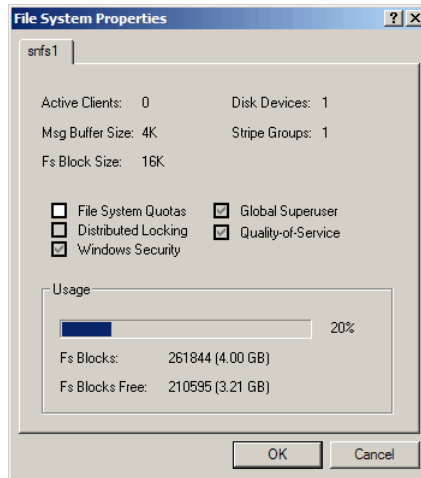 File System Properties
snfs1
Active Clients: 0 Disk Devices: 1
Msg Buffer Size: 4K Stripe Groups: 1
Fs Block Size: 16K
File System Quotas Global Superuser
Distributed Locking Quality-of-Service
Windows Security
Usage
20%
Fs Blocks: 261844 (4.00 GB)
Fs Blocks Free: 210595 (3.21 GB)
OK Cancel